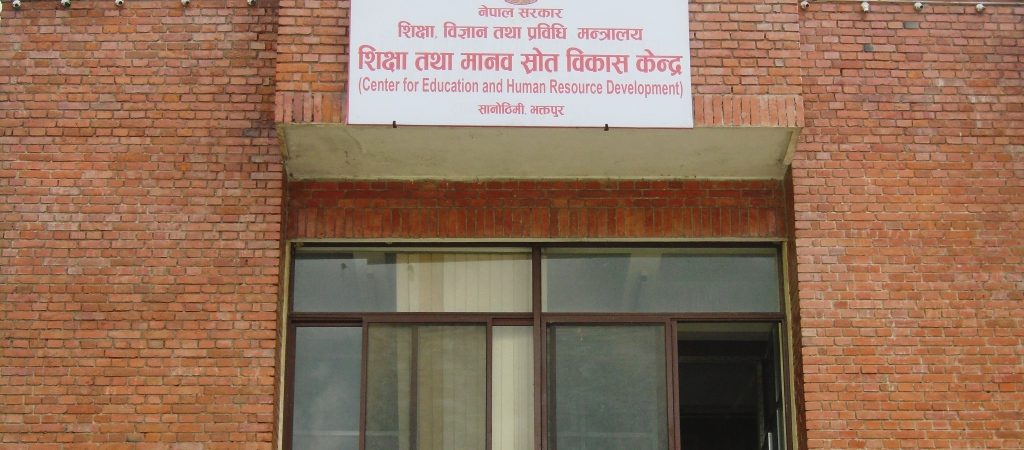 नेपाल सरकार
शिक्षा, विज्ञान तथा प्रविधि मन्त्रालय
शिक्षा तथा मानव स्रोत विकास केन्द्र
(Center for Education and Human Resource Development)
सानोठिमी, भक्तपुर